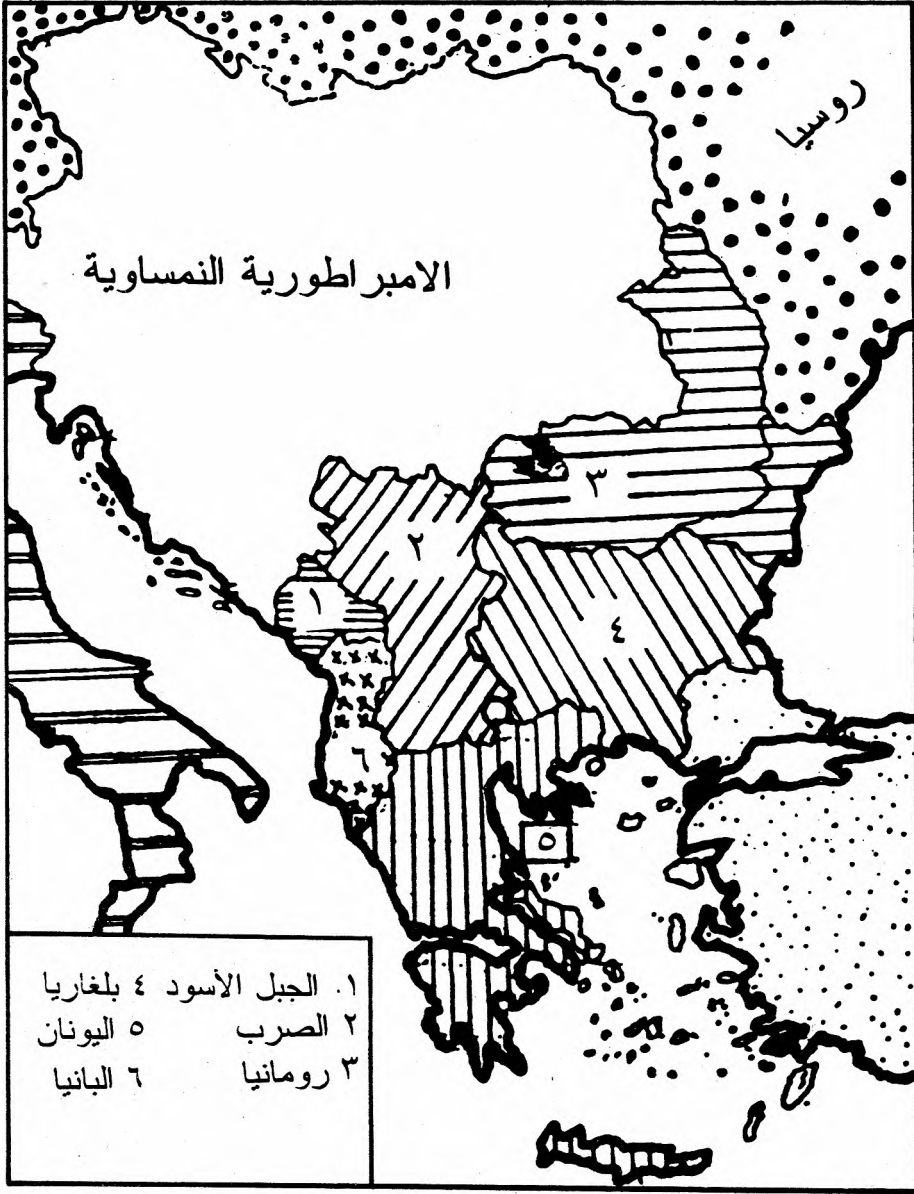 روسيا
الامبراطورية النمساوية
٣
٢
١
٤
٦
٥
١. الجبل الأسود ٤ بلغاريا
٢ الصرب ٥ اليونان
٣ رومانيا ٦ البانيا